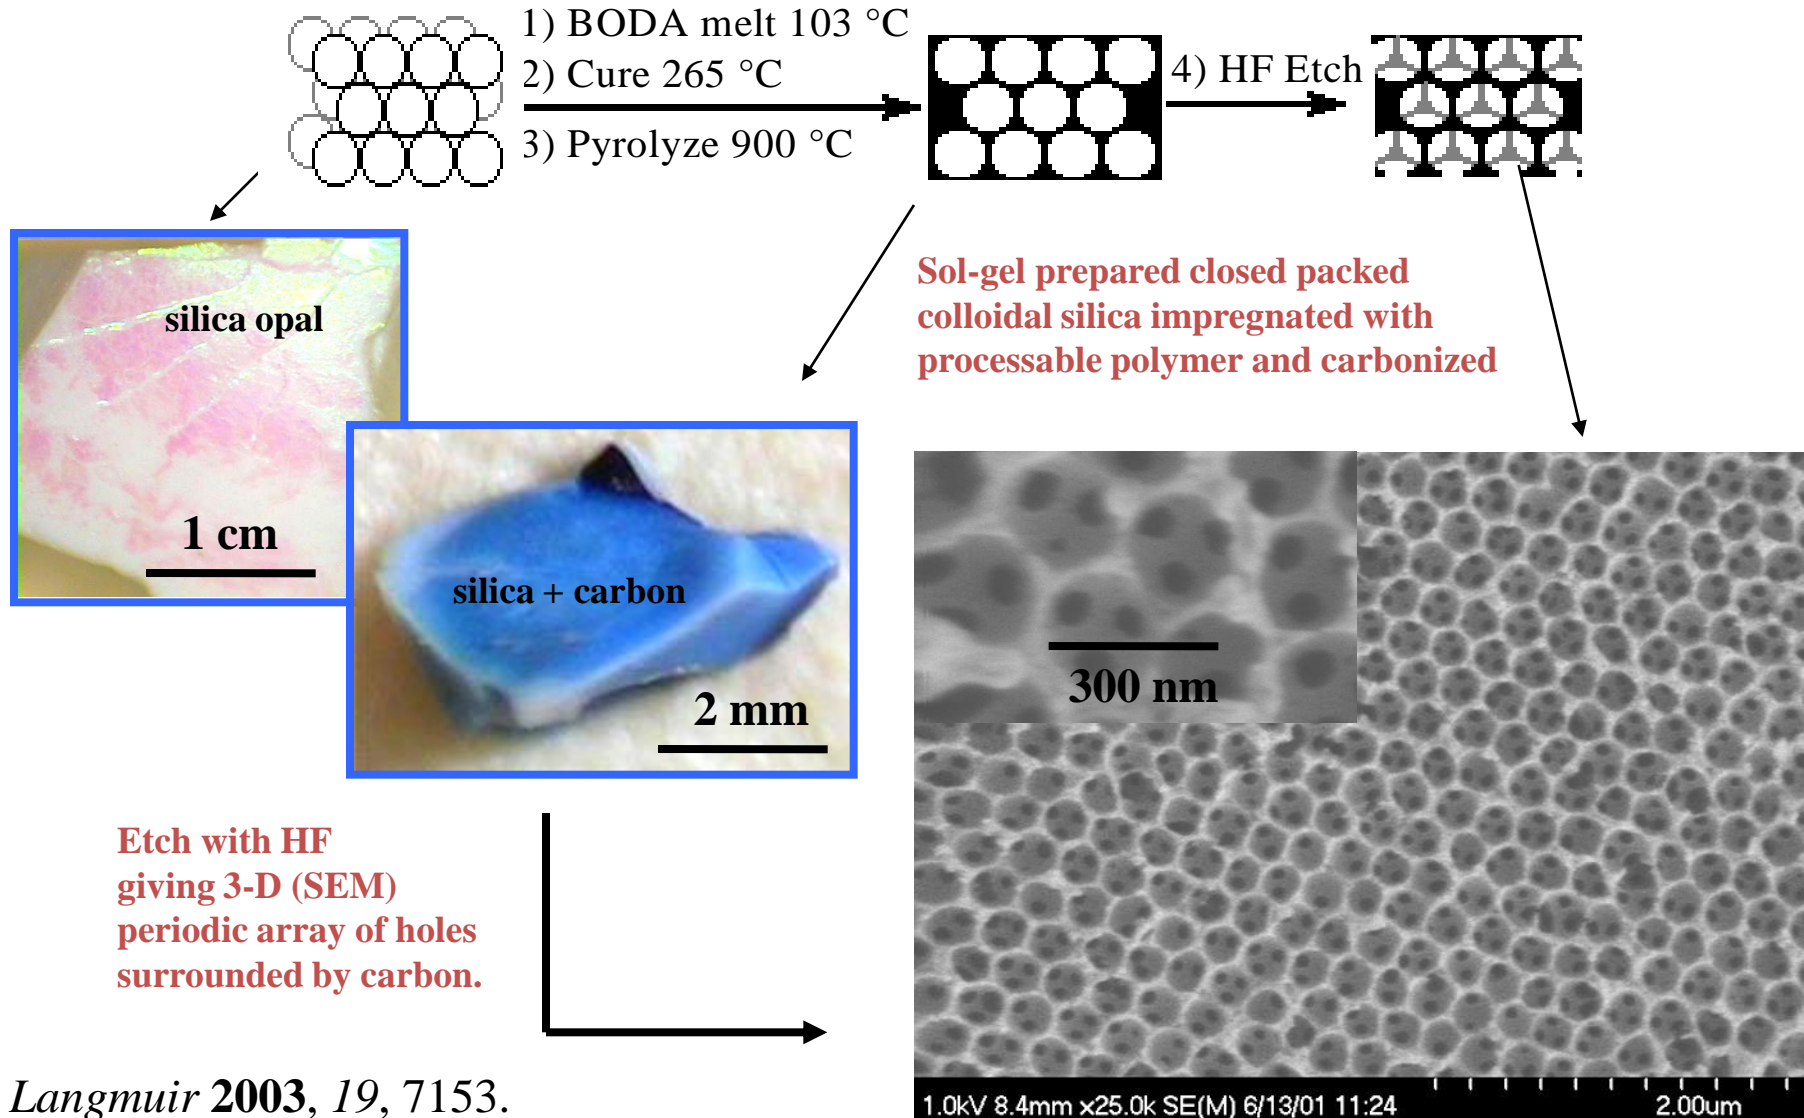 1) BODA melt 103 °C
2) Cure 265 °C
3) Pyrolyze 900 °C
4) HF Etch
silica opal
1 cm
silica + carbon
2 mm
Sol-gel prepared closed packed
colloidal silica impregnated with
processable polymer and carbonized
300 nm
Etch with HF
giving 3-D (SEM)
periodic array of holes
surrounded by carbon.
Langmuir 2003, 19, 7153.
1.0kV 8.4mm x25.0k SE(M) 6/13/01 11:24 2.00um